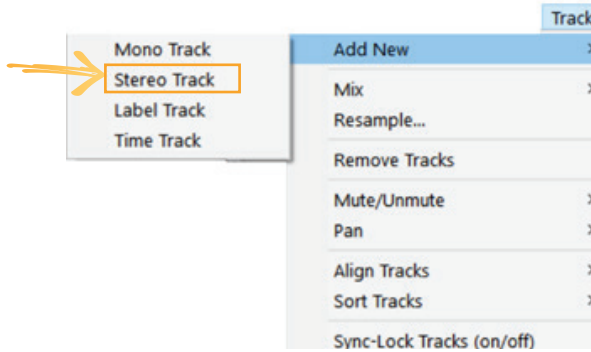 Track
Mono Track
Stereo Track
Label Track
Time Track
Add New
Mix
Resample...
Remove Tracks
Mute/Unmute
Pan
Align Tracks
Sort Tracks
Sync-Lock Tracks (on/off)